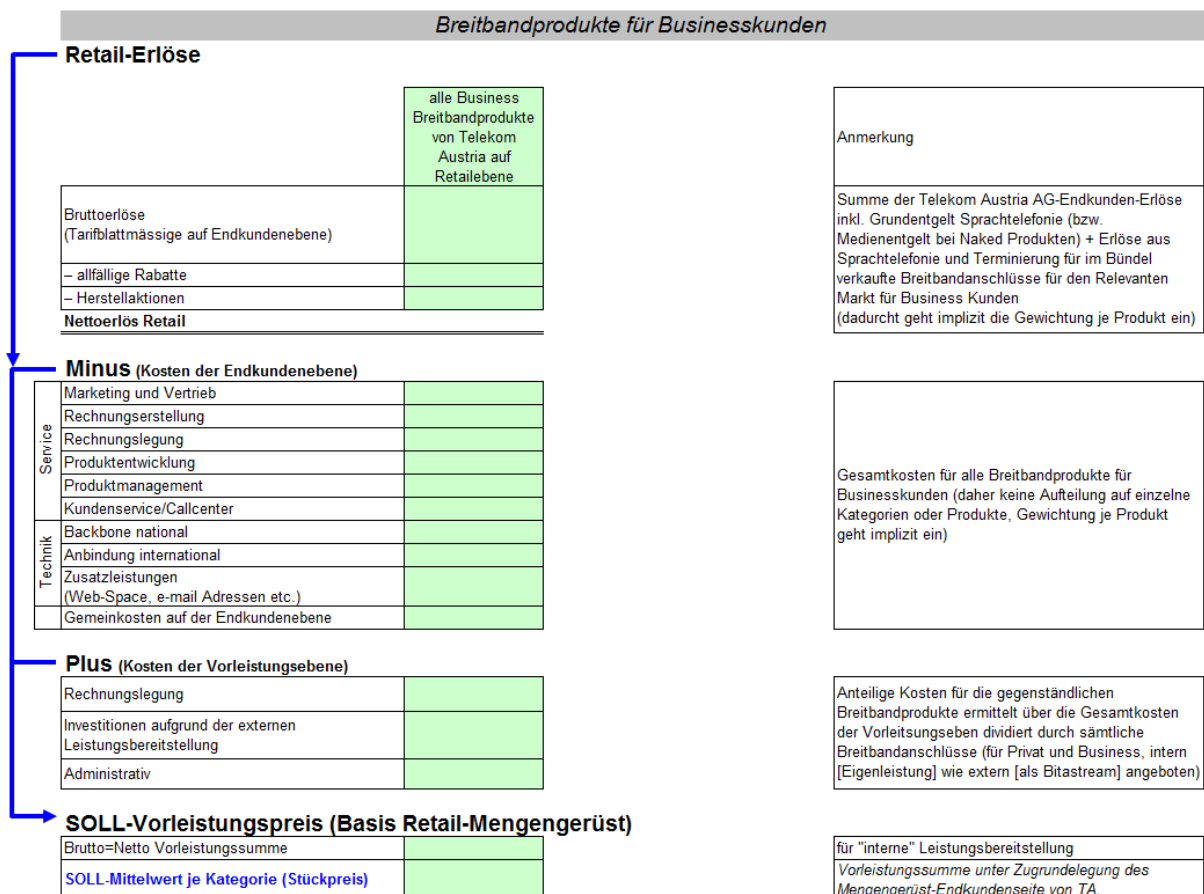 Breitbandprodukte für Businesskunden
Retail-Erlöse
alle Business
Breitbandprodukte
von Telekom
Austria auf
Retailebene
Anmerkung
Bruttoerlöse
(Tarifblattmässige auf Endkundenebene)
Summe der Telekom Austria AG-Endkunden-Erlöse
inkl. Grundentgelt Sprachtelefonie (bzw.
Medienentgelt bei Naked Produkten) + Erlöse aus
Sprachtelefonie und Terminierung für im Bündel
verkaufte Breitbandanschlüsse für den Relevanten
Markt für Business Kunden
(dadurcht geht implizit die Gewichtung je Produkt ein)
– allfällige Rabatte
– Herstellaktionen
Nettoerlös Retail
Minus (Kosten der Endkundenebene)
Service
Marketing und Vertrieb
Rechnungserstellung
Rechnungslegung
Produktentwicklung
Produktmanagement
Kundenservice/Callcenter
Technik
Backbone national
Anbindung international
Zusatzleistungen
(Web-Space, e-mail Adressen etc.)
Gemeinkosten auf der Endkundenebene
Gesamtkosten für alle Breitbandprodukte für
Businesskunden (daher keine Aufteilung auf einzelne
Kategorien oder Produkte, Gewichtung je Produkt
geht implizit ein)
Plus (Kosten der Vorleistungsebene)
Rechnungslegung
Investitionen aufgrund der externen
Leistungsbereitstellung
Administrativ
Anteilige Kosten für die gegenständlichen
Breitbandprodukte ermittelt über die Gesamtkosten
der Vorleitsungseben dividiert durch sämtliche
Breitbandanschlüsse (für Privat und Business, intern
[Eigenleistung] wie extern [als Bitastream] angeboten)
SOLL-Vorleistungspreis (Basis Retail-Mengengerüst)
Brutto=Netto Vorleistungssumme
für "interne" Leistungsbereitstellung
SOLL-Mittelwert je Kategorie (Stückpreis)
Vorleistungssumme unter Zugrundelegung des
Mengengerüst-Endkundenseite von TA.